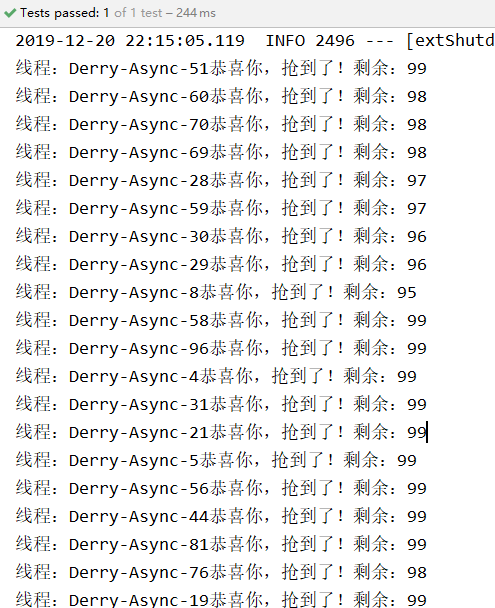 Tests passed: 1 of 1 test – 244 ms
2019-12-20 22:15:05.119  INFO 2496 --- [extShutd
线程：Derry-Async-51恭喜你，抢到了！剩余：99
线程：Derry-Async-60恭喜你，抢到了！剩余：98
线程：Derry-Async-70恭喜你，抢到了！剩余：98
线程：Derry-Async-69恭喜你，抢到了！剩余：98
线程：Derry-Async-28恭喜你，抢到了！剩余：97
线程：Derry-Async-59恭喜你，抢到了！剩余：97
线程：Derry-Async-30恭喜你，抢到了！剩余：96
线程：Derry-Async-29恭喜你，抢到了！剩余：96
线程：Derry-Async-8恭喜你，抢到了！剩余：95
线程：Derry-Async-58恭喜你，抢到了！剩余：99
线程：Derry-Async-96恭喜你，抢到了！剩余：99
线程：Derry-Async-4恭喜你，抢到了！剩余：99
线程：Derry-Async-31恭喜你，抢到了！剩余：99
线程：Derry-Async-21恭喜你，抢到了！剩余：99
线程：Derry-Async-5恭喜你，抢到了！剩余：99
线程：Derry-Async-56恭喜你，抢到了！剩余：99
线程：Derry-Async-44恭喜你，抢到了！剩余：99
线程：Derry-Async-81恭喜你，抢到了！剩余：99
线程：Derry-Async-76恭喜你，抢到了！剩余：98
线程：Derry-Async-19恭喜你，抢到了！剩余：99